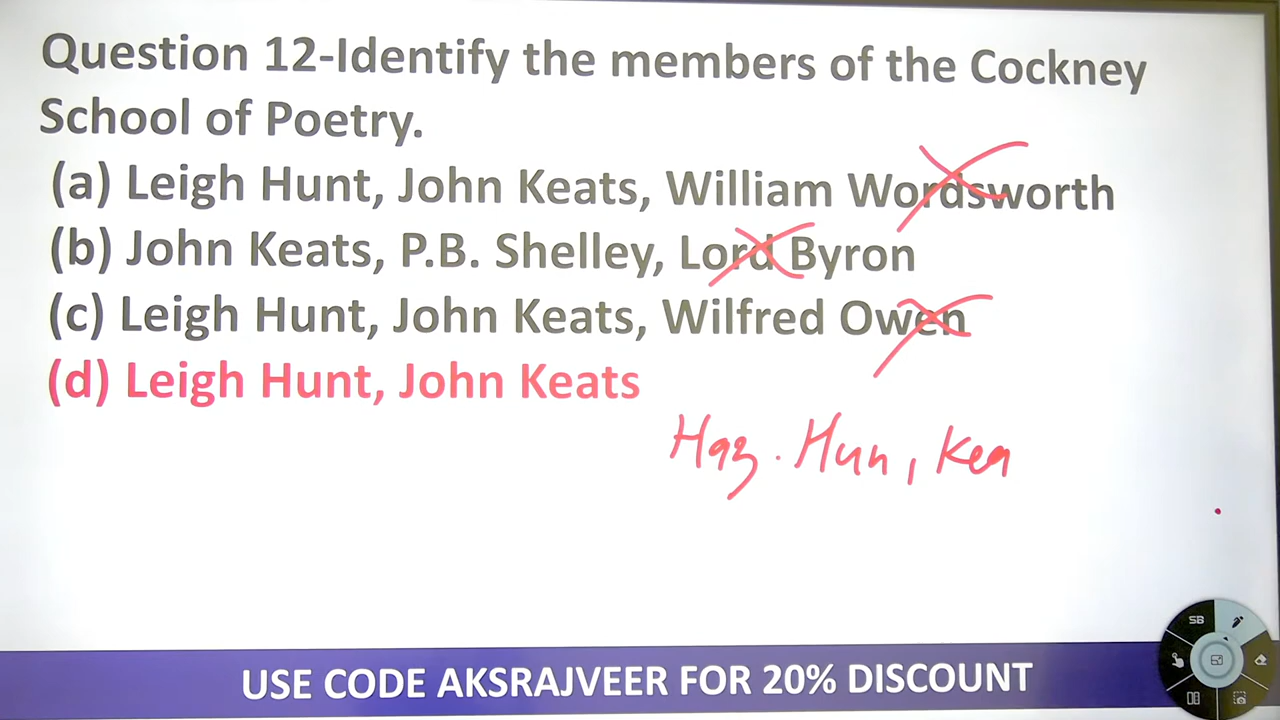 Question 12-Identify the members of the Cockney
School of Poetry.
(a) Leigh Hunt, John Keats, William Wordsworth
(b) John Keats, P.B. Shelley, Lord Byron
(c) Leigh Hunt, John Keats, Wilfred Owen
(d) Leigh Hunt, John Keats
Haz. Hun, Kea
SB
USE CODE AKSRAJVEER FOR 20% DISCOUNT